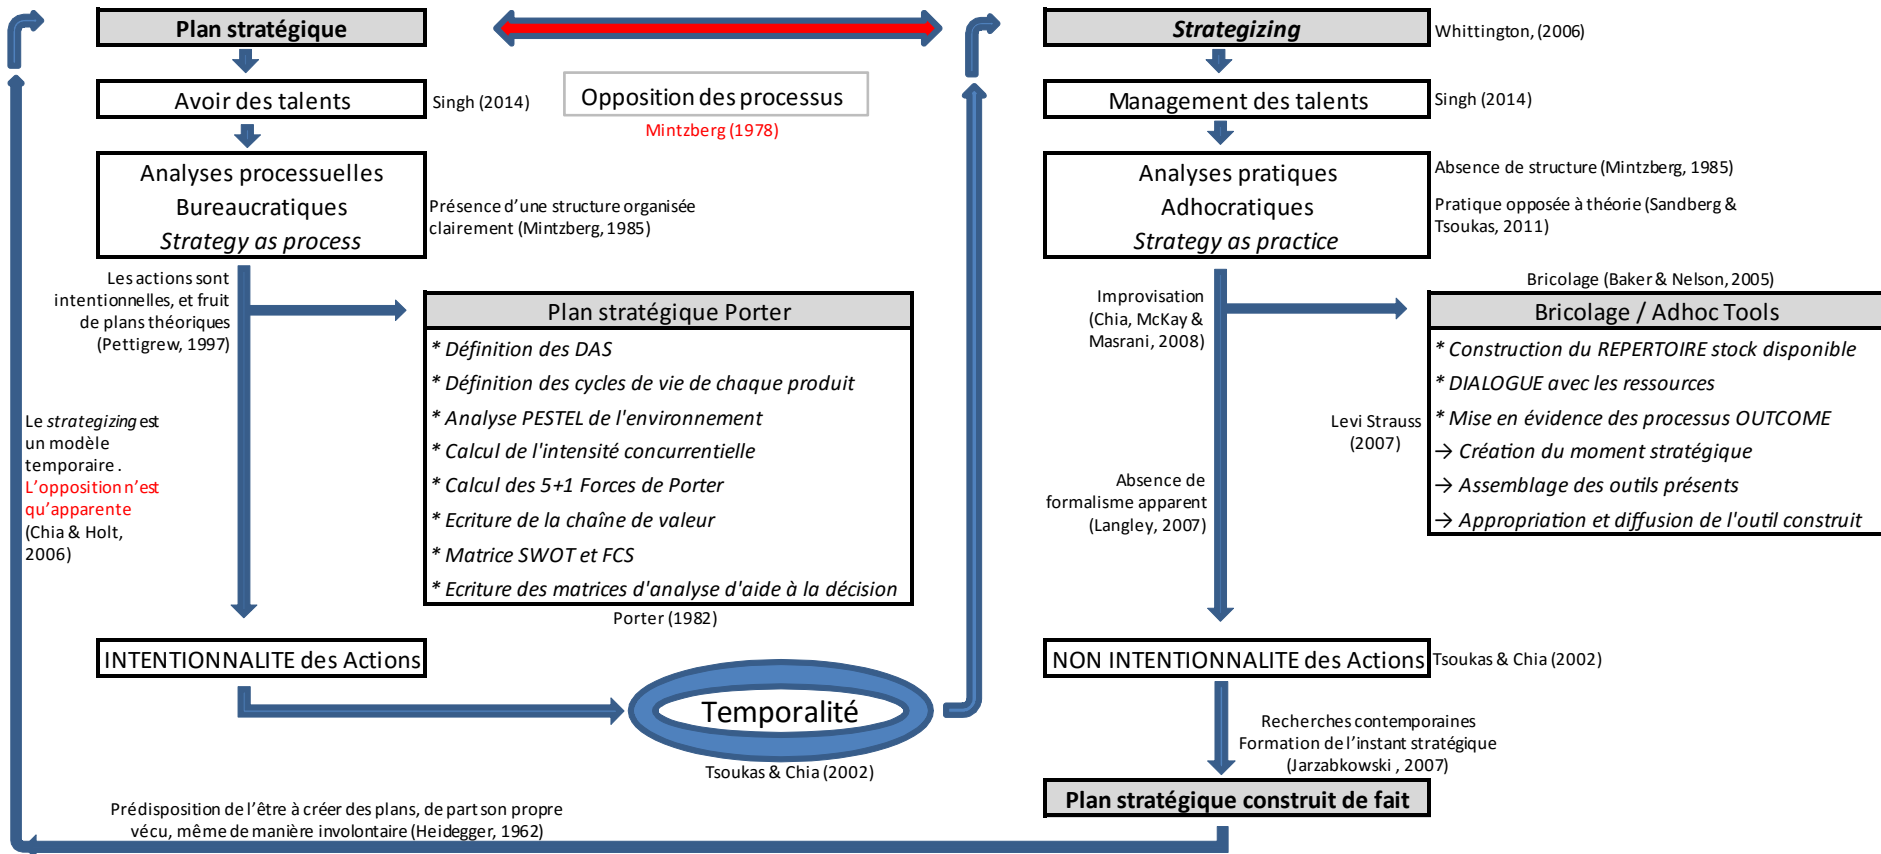 Plan stratégique
Avoir des talents
Singh (2014)
Analyses processuelles
Bureaucratiques
Strategy as process
Présence d'une structure organisée
clairement (Mintzberg, 1985)
Les actions sont
intentionnelles, et fruit
de plans théoriques
(Pettigrew, 1997)
Plan stratégique Porter
* Définition des DAS
* Définition des cycles de vie de chaque produit
* Analyse PESTEL de l'environnement
* Calcul de l'intensité concurrentielle
* Calcul des 5+1 Forces de Porter
* Ecriture de la chaîne de valeur
* Matrice SWOT et FCS
* Ecriture des matrices d'analyse d'aide à la décision
Porter (1982)
Le strategizing est
un modèle
temporaire .
L'opposition n'est
qu'apparente
(Chia & Holt,
2006)
INTENTIONNALITE des Actions
Opposition des processus
Mintzberg (1978)
Temporalité
Tsoukas & Chia (2002)
Strategizing
Whittington, (2006)
Management des talents
Singh (2014)
Analyses pratiques
Adhocratiques
Strategy as practice
Absence de structure (Mintzberg, 1985)
Pratique opposée à théorie (Sandberg &
Tsoukas, 2011)
Improvisation
(Chia, McKay &
Masrani, 2008)
Bricolage (Baker & Nelson, 2005)
Bricolage / Adhoc Tools
* Construction du REPERTOIRE stock disponible
* DIALOGUE avec les ressources
* Mise en évidence des processus OUTCOME
→ Création du moment stratégique
→ Assemblage des outils présents
→ Appropriation et diffusion de l'outil construit
Levi Strauss
(2007)
Absence de
formalisme apparent
(Langley, 2007)
NON INTENTIONNALITE des Actions
Tsoukas & Chia (2002)
Recherches contemporaines
Formation de l'instant stratégique
(Jarzabkowski , 2007)
Plan stratégique construit de fait
Prédisposition de l'être à créer des plans, de part son propre
vécu, même de manière involontaire (Heidegger, 1962)